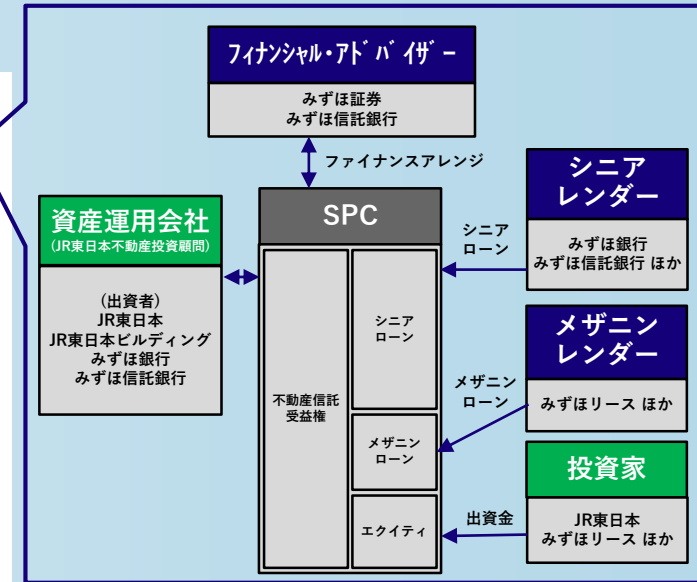 フィナンシャル・アドバイザー
みずほ証券
みずほ信託銀行
ファイナンスアレンジ
資産運用会社
(JR東日本不動産投資顧問)
(出資者)
JR東日本
JR東日本ビルディング
みずほ銀行
みずほ信託銀行
SPC
不動産信託
受益権
シニア
ローン
メザニン
ローン
エクイティ
シニア
ローン
シニア
レンダー
みずほ銀行
みずほ信託銀行 ほか
メザニン
ローン
メザニン
レンダー
みずほリース ほか
出資金
投資家
JR東日本
みずほリース ほか